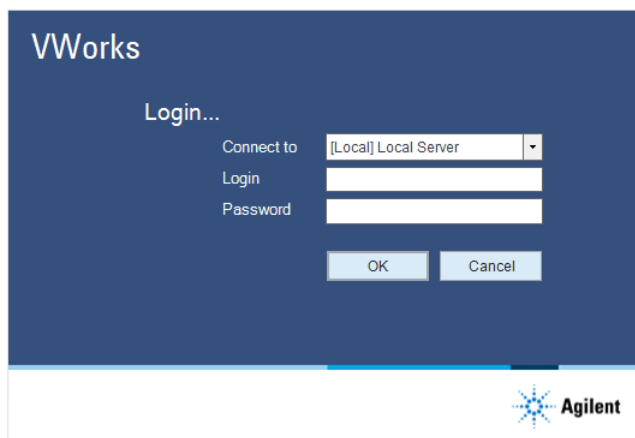 VWorks
Login...
Connect to [Local] Local Server
Login
Password
OK Cancel
Agilent